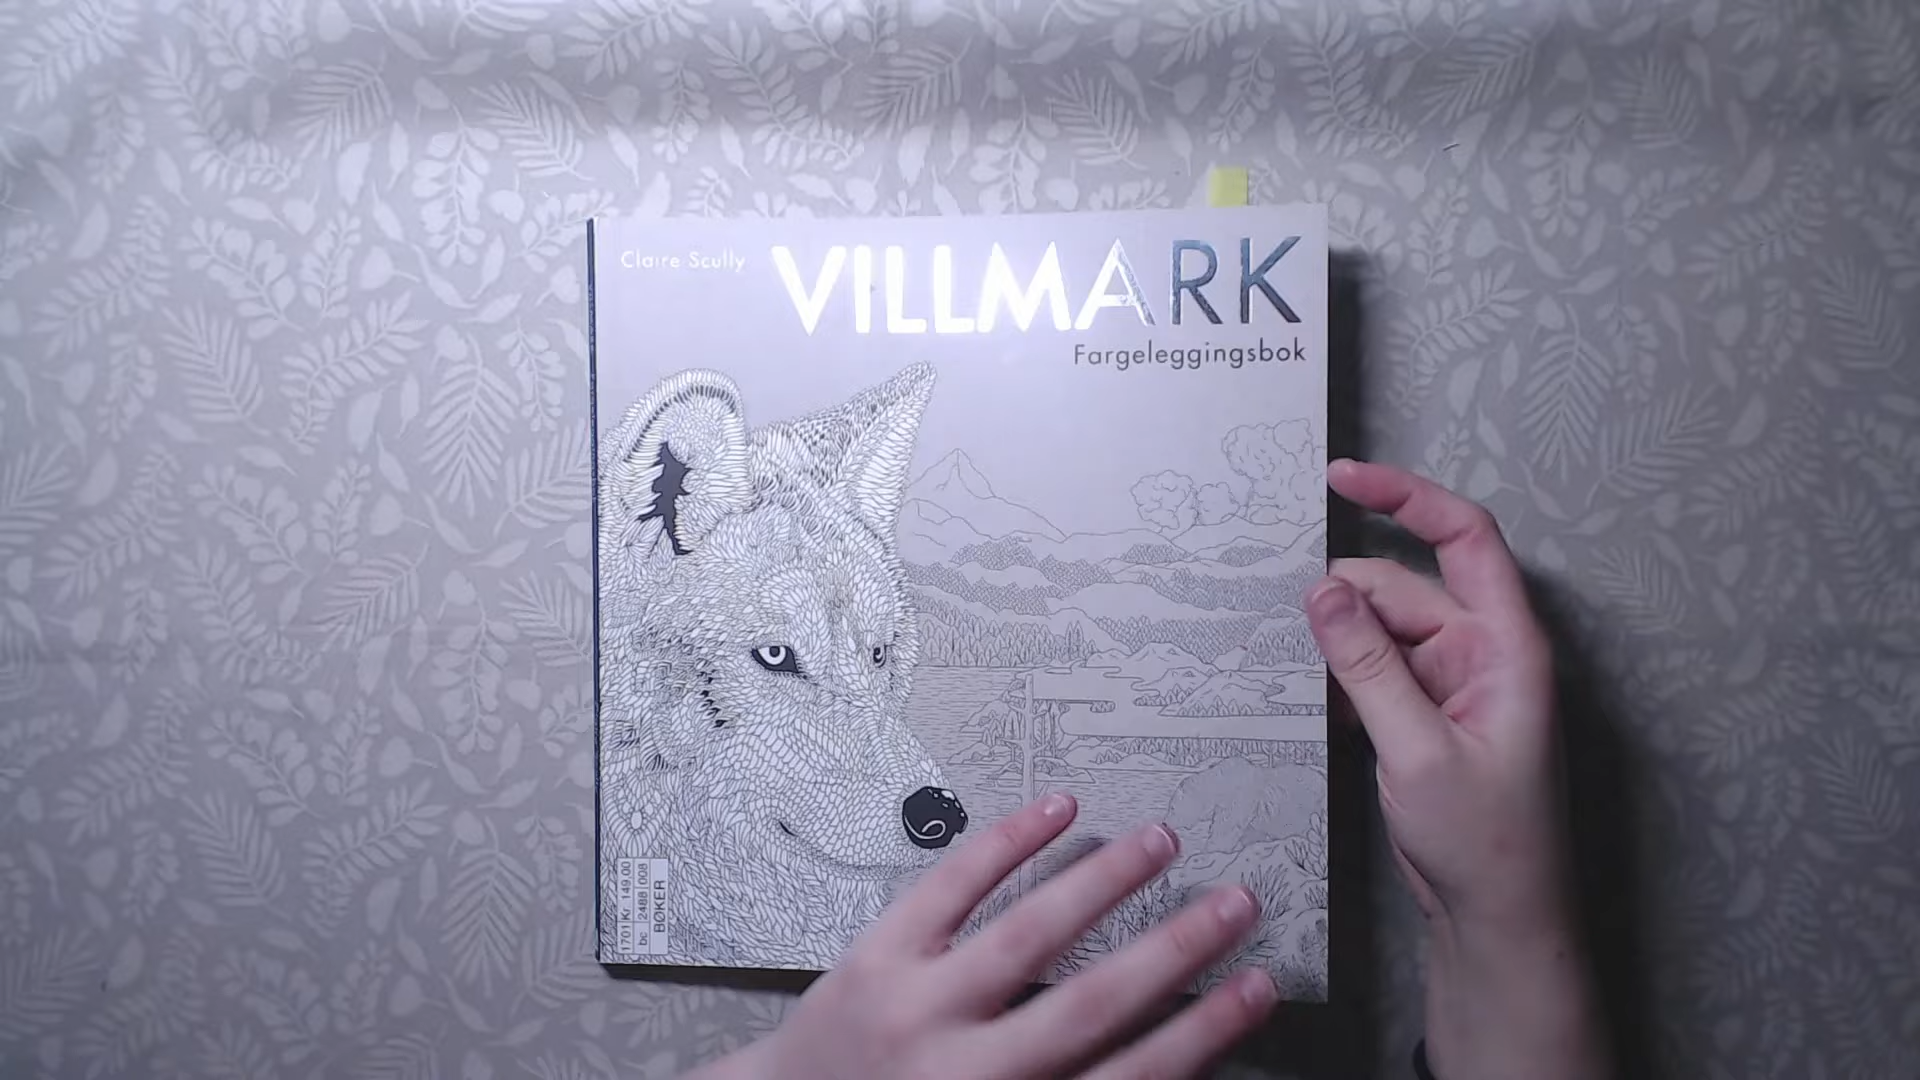 Claire Scully
VILLMARK
Fargeleggingsbok
1701 Kr 149,00
bc 2488 008
BØKER